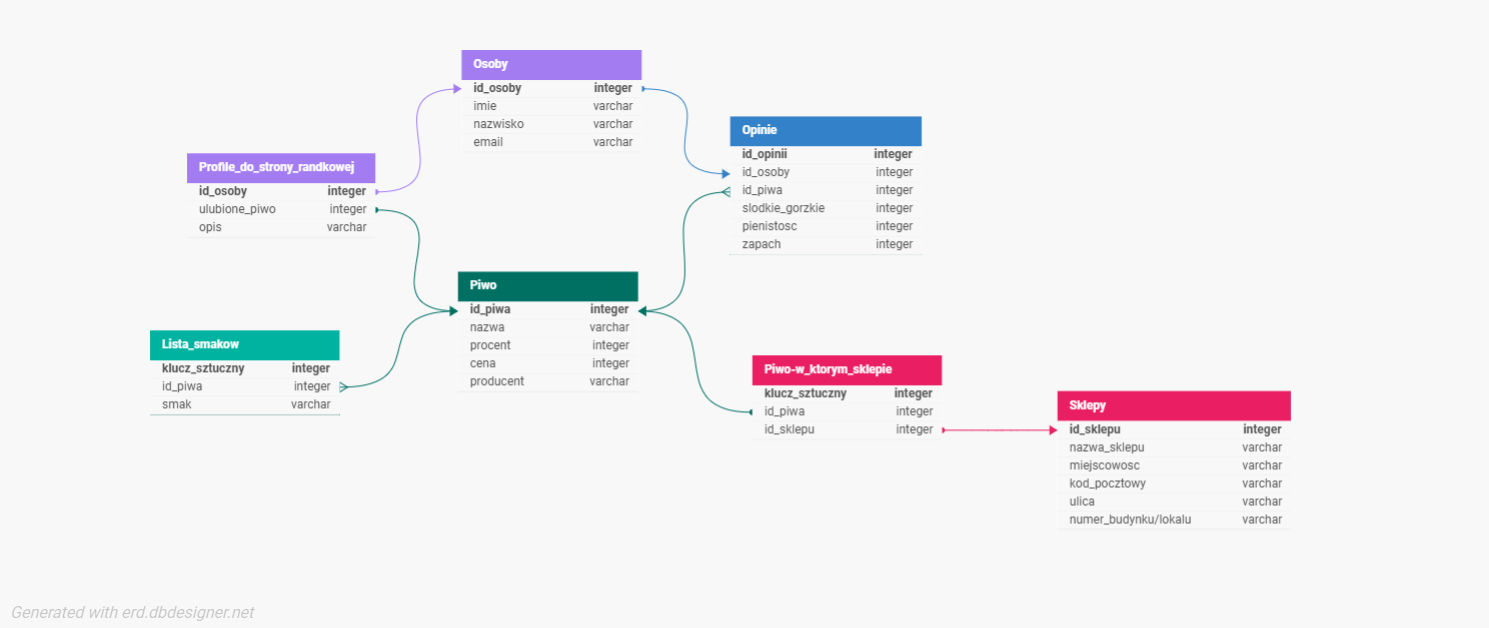 Osoby
id_osoby integer
imie varchar
nazwisko varchar
email varchar
Opinie
id_opinii integer
id_osoby integer
id_piwa integer
slodkie_gorzkie integer
pienistosc integer
zapach integer
Profile_do_strony_randkowej
id_osoby integer
ulubione_piwo integer
opis varchar
Piwo
id_piwa integer
nazwa varchar
procent integer
cena integer
producent varchar
Lista_smakow
klucz_sztuczny integer
id_piwa integer
smak varchar
Piwo-w_ktorym_sklepie
klucz_sztuczny integer
id_piwa integer
id_sklepu integer
Sklepy
id_sklepu integer
nazwa_sklepu varchar
miejscowosc varchar
kod_pocztowy varchar
ulica varchar
numer_budynku/lokalu varchar
Generated with erd.dbdesigner.net